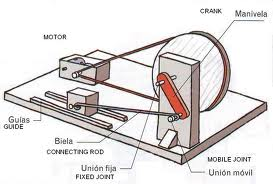 CRANK
Manivela
MOTOR
Guías
GUIDE
Biela
CONNECTING ROD
Unión fija
FIXED JOINT
MOBILE JOINT
Unión móvil